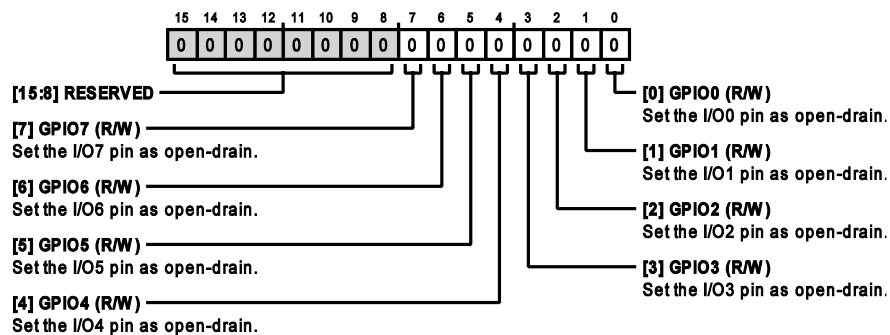 15 14 13 12 11 10 9 8 7 6 5 4 3 2 1 0
0 0 0 0 0 0 0 0 0 0 0 0 0 0 0 0
[15:8] RESERVED
[7] GPIO7 (R/W)
Set the I/O7 pin as open-drain.
[6] GPIO6 (R/W)
Set the I/O6 pin as open-drain.
[5] GPIO5 (R/W)
Set the I/O5 pin as open-drain.
[4] GPIO4 (R/W)
Set the I/O4 pin as open-drain.
[0] GPIO0 (R/W)
Set the I/O0 pin as open-drain.
[1] GPIO1 (R/W)
Set the I/O1 pin as open-drain.
[2] GPIO2 (R/W)
Set the I/O2 pin as open-drain.
[3] GPIO3 (R/W)
Set the I/O3 pin as open-drain.